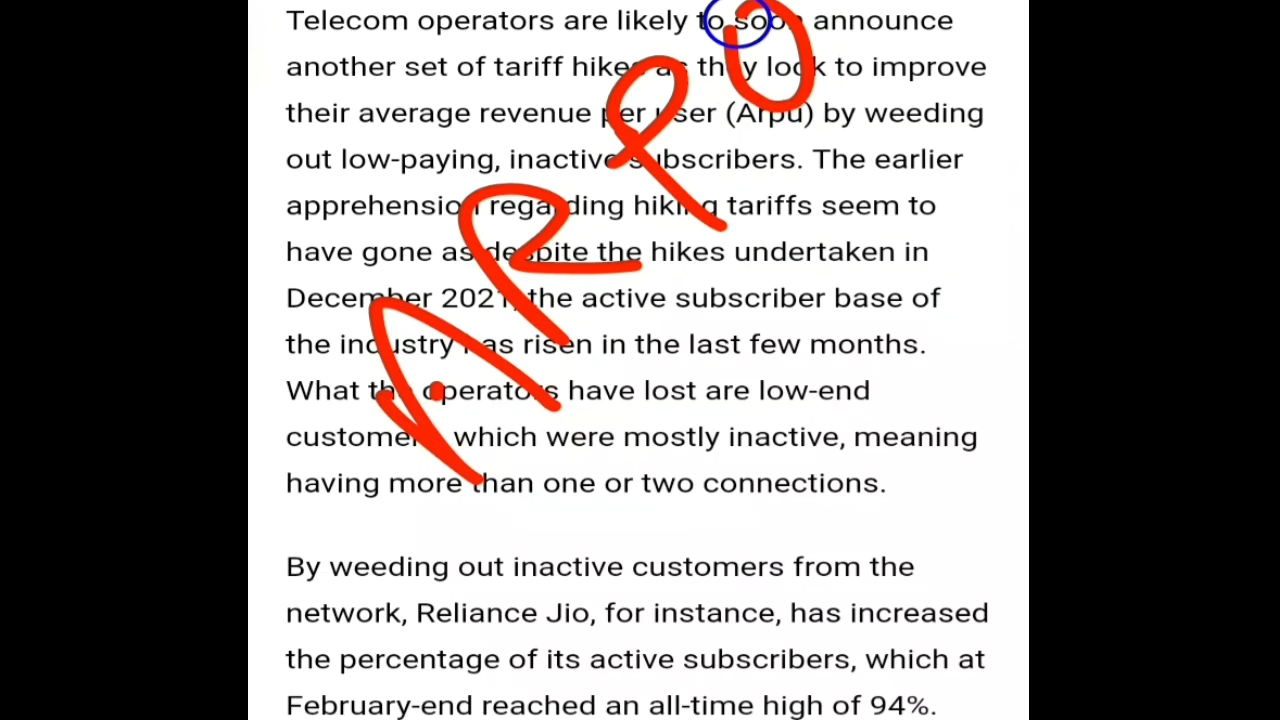 Telecom operators are likely to soon announce
another set of tariff hikes as they look to improve
their average revenue per user (Arpu) by weeding
out low-paying, inactive subscribers. The earlier
apprehension regarding hiking tariffs seem to
have gone as despite the hikes undertaken in
December 2021, the active subscriber base of
the industry has risen in the last few months.
What the operators have lost are low-end
customers, which were mostly inactive, meaning
having more than one or two connections.
By weeding out inactive customers from the
network, Reliance Jio, for instance, has increased
the percentage of its active subscribers, which at
February-end reached an all-time high of 94%.
ARPU